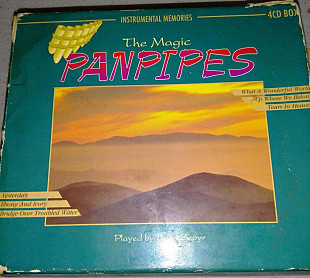 INSTRUMENTAL MEMORIES
4CD BOX
The Magic
PANPIPES
What A Wonderful World
Up Where We Belong
Tears In Heaven
Yesterday
Ebony And Ivory
Bridge Over Troubled Water
Played by